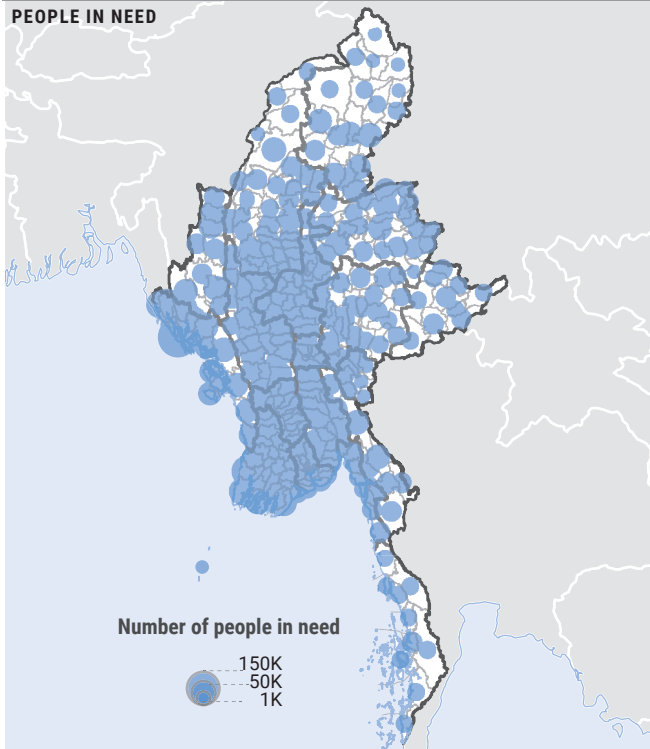 PEOPLE IN NEED
Number of people in need
150K
50K
1K